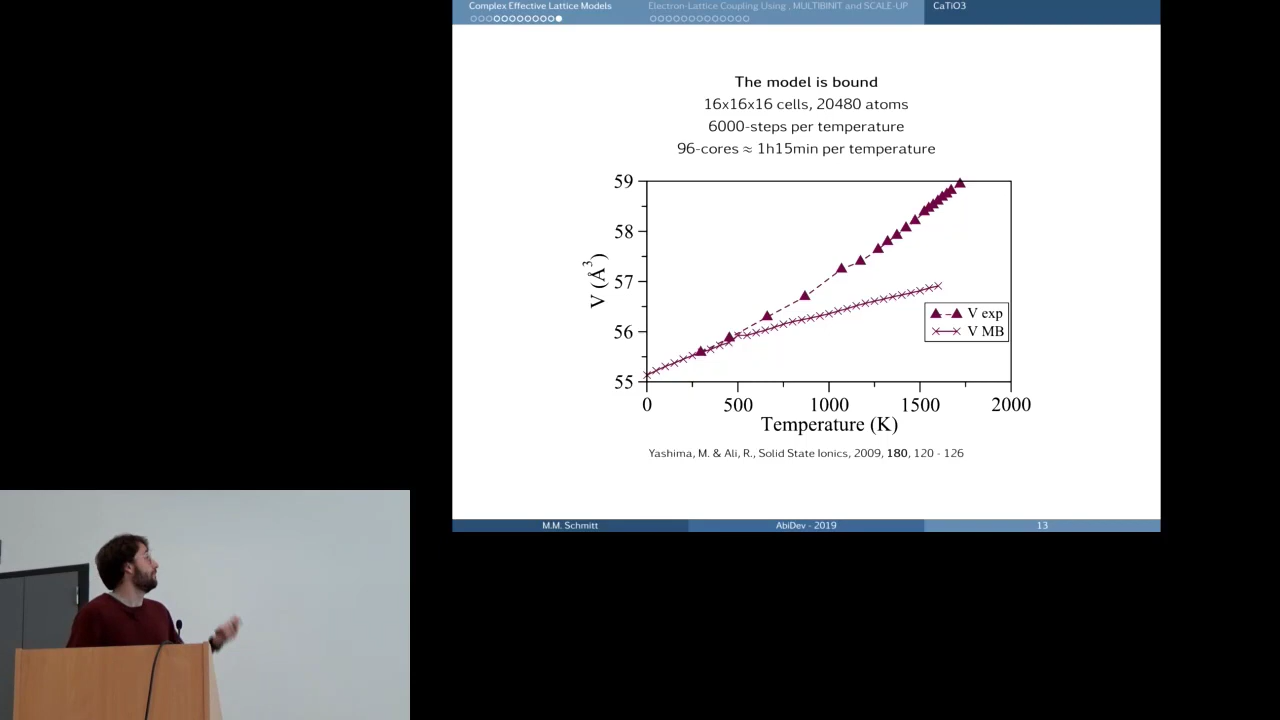 Complex Effective Lattice Models
Electron-Lattice Coupling Using , MULTIBINIT and SCALE-UP
CaTiO3
The model is bound
16x16x16 cells, 20480 atoms
6000-steps per temperature
96-cores ≈ 1h15min per temperature
59
58
57
56
55
V (Å³)
V exp
V MB
0 500 1000 1500 2000
Temperature (K)
Yashima, M. & Ali, R., Solid State Ionics, 2009, 180, 120 - 126
M.M. Schmitt
AbiDev - 2019
13